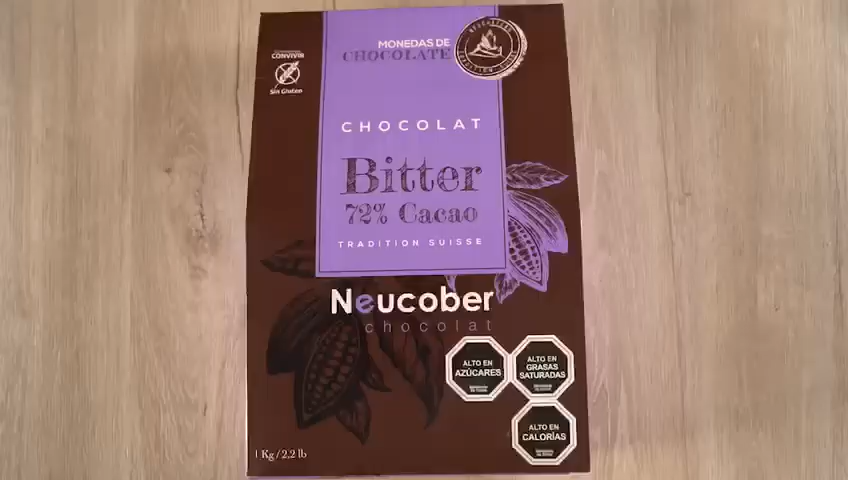 MONEDAS DE
CHOCOLATE
CONVIVIR
Sin Gluten
CHOCOLAT
Bitter
72% Cacao
TRADITION SUISSE
Neucober
chocolat
ALTO EN
AZÚCARES
ALTO EN
GRASAS
SATURADAS
ALTO EN
CALORÍAS
1 Kg / 2,2 lb